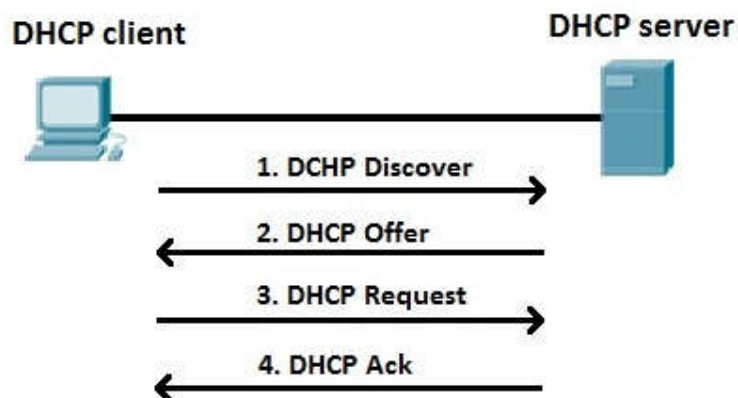 DHCP client
DHCP server
1. DCHP Discover
2. DHCP Offer
3. DHCP Request
4. DHCP Ack